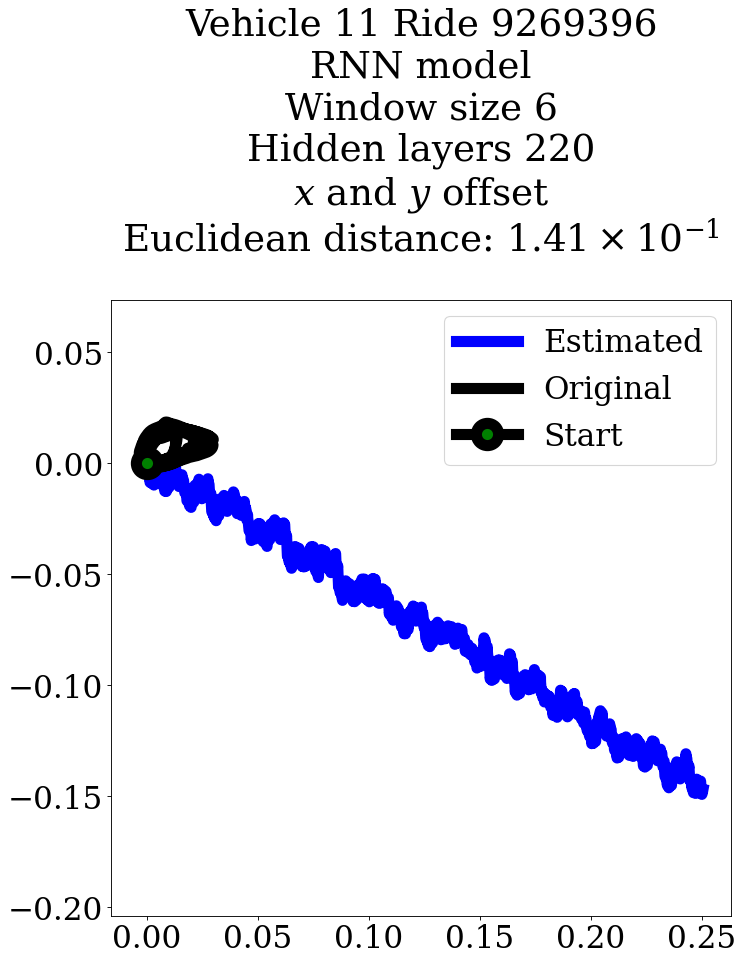 Vehicle 11 Ride 9269396
RNN model
Window size 6
Hidden layers 220
x and y offset
Euclidean distance: 1.41 × 10⁻¹
Estimated
Original
Start
0.05
0.00
−0.05
−0.10
−0.15
−0.20
0.00 0.05 0.10 0.15 0.20 0.25